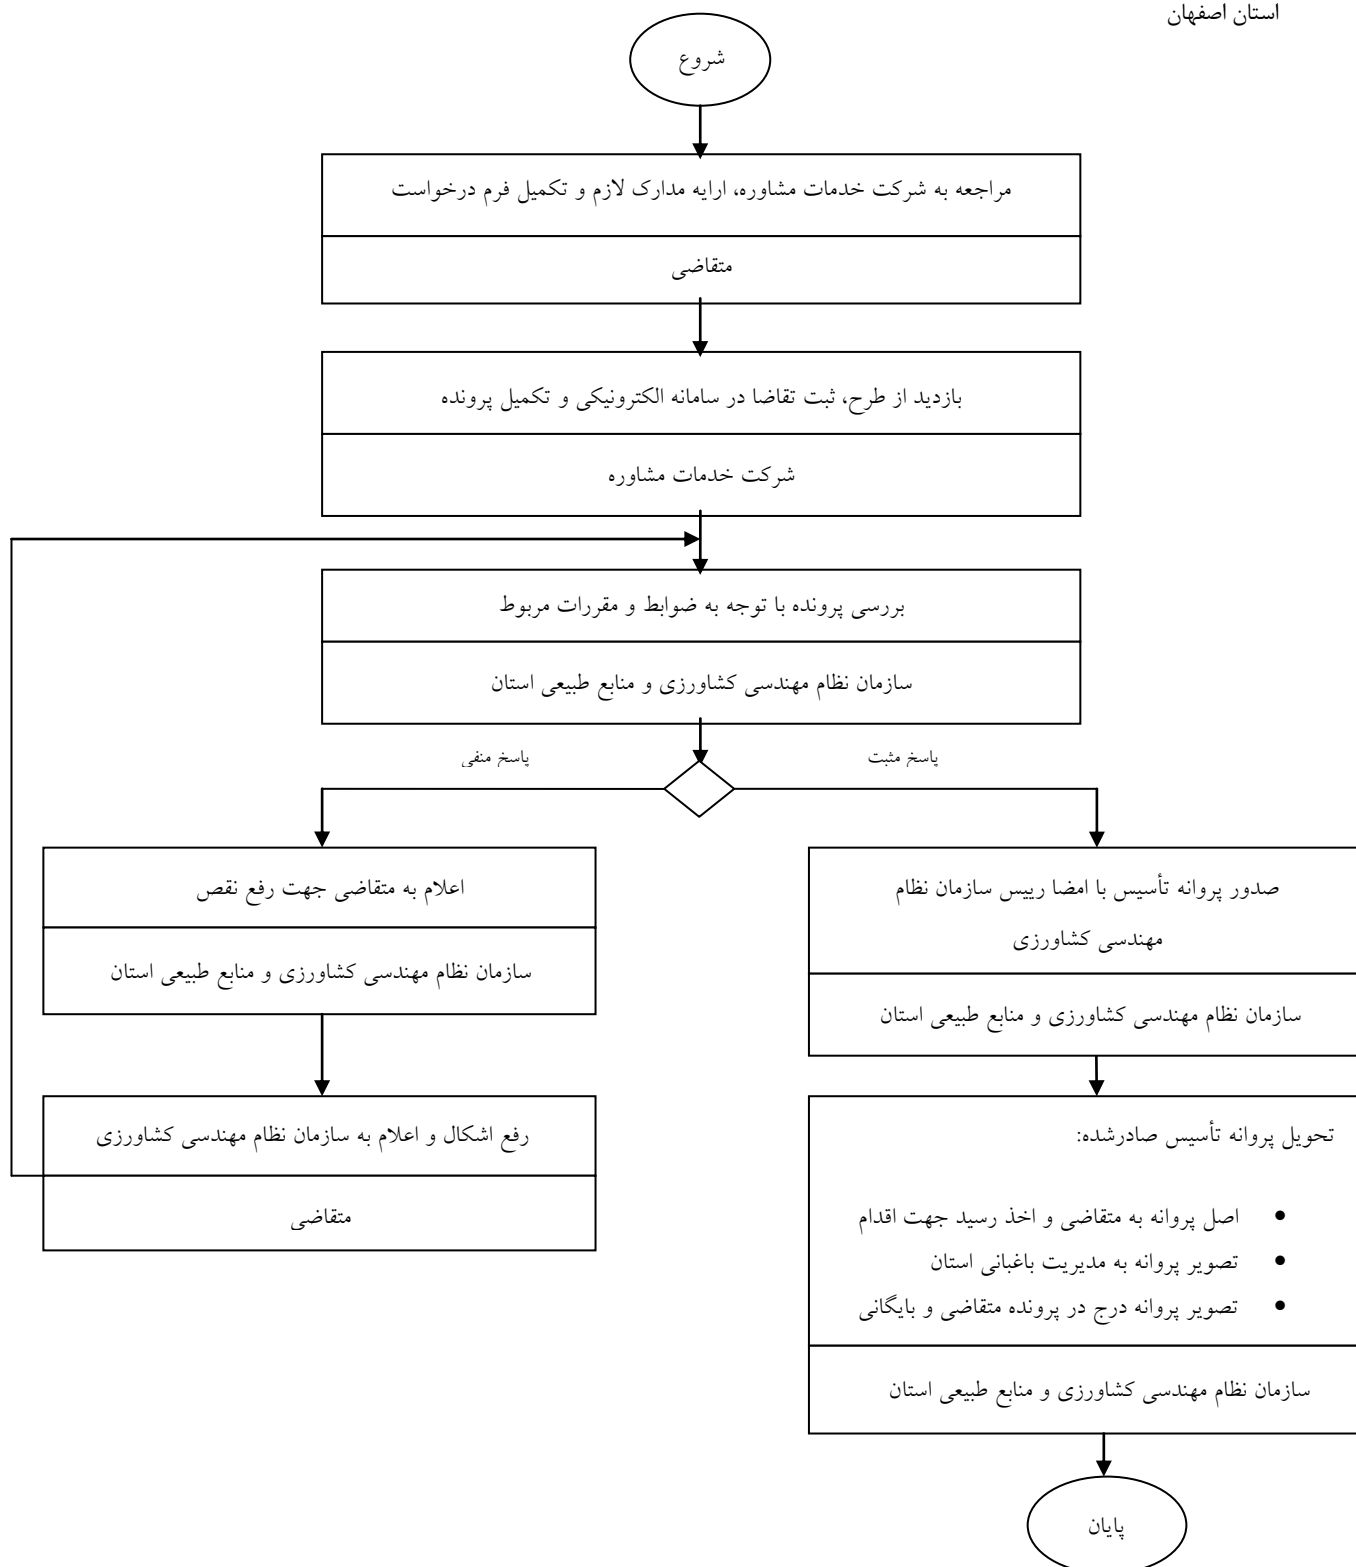 استان اصفهان
شروع
مراجعه به شرکت خدمات مشاوره، ارایه مدارک لازم و تکمیل فرم درخواست
متقاضی
بازدید از طرح، ثبت تقاضا در سامانه الکترونیکی و تکمیل پرونده
شرکت خدمات مشاوره
بررسی پرونده با توجه به ضوابط و مقررات مربوط
سازمان نظام مهندسی کشاورزی و منابع طبیعی استان
پاسخ مثبت
پاسخ منفی
صدور پروانه تأسیس با امضا رییس سازمان نظام
مهندسی کشاورزی
سازمان نظام مهندسی کشاورزی و منابع طبیعی استان
تحویل پروانه تأسیس صادرشده:
• اصل پروانه به متقاضی و اخذ رسید جهت اقدام
• تصویر پروانه به مدیریت باغبانی استان
• تصویر پروانه درج در پرونده متقاضی و بایگانی
سازمان نظام مهندسی کشاورزی و منابع طبیعی استان
پایان
اعلام به متقاضی جهت رفع نقص
سازمان نظام مهندسی کشاورزی و منابع طبیعی استان
رفع اشکال و اعلام به سازمان نظام مهندسی کشاورزی
متقاضی